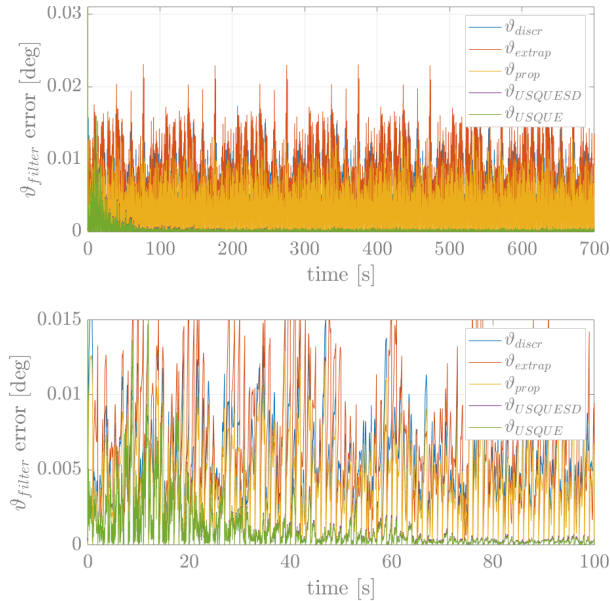 0.03
0.02
0.01
0
ϑ_filter error [deg]
ϑ_discr
ϑ_extrap
ϑ_prop
ϑ_USQUESD
ϑ_USQUE
0 100 200 300 400 500 600 700
time [s]
0.015
0.01
0.005
0
ϑ_filter error [deg]
ϑ_discr
ϑ_extrap
ϑ_prop
ϑ_USQUESD
ϑ_USQUE
0 20 40 60 80 100
time [s]